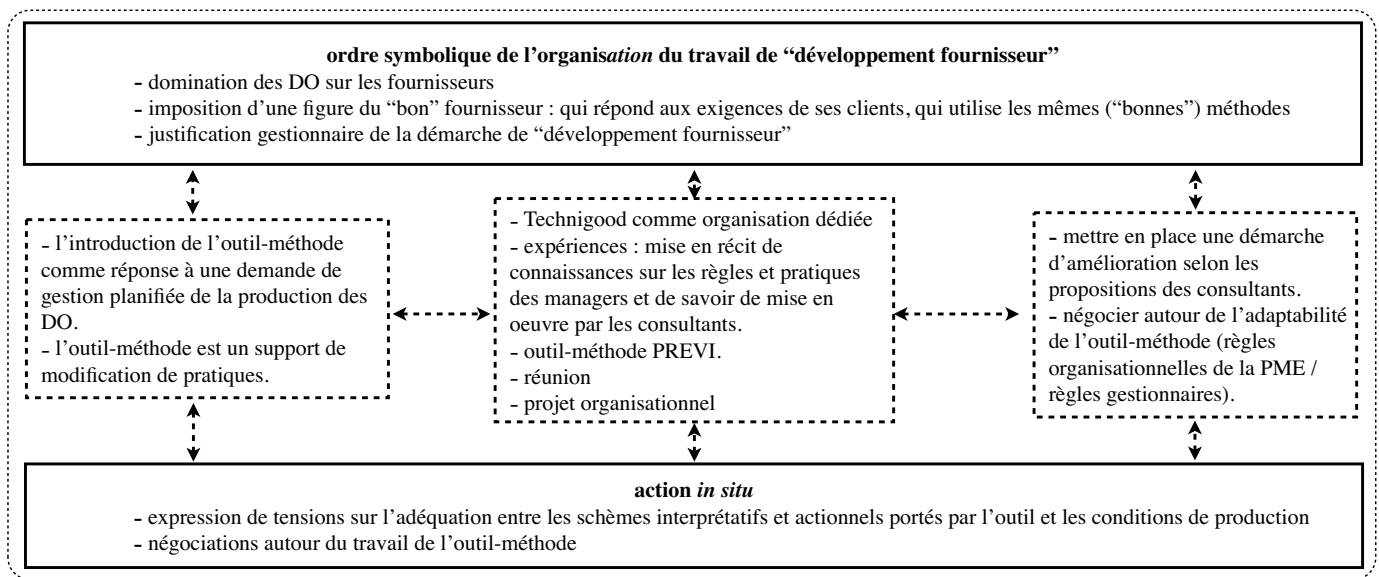 ordre symbolique de l'organisation du travail de “développement fournisseur”
- domination des DO sur les fournisseurs
- imposition d'une figure du “bon” fournisseur : qui répond aux exigences de ses clients, qui utilise les mêmes (“bonnes”) méthodes
- justification gestionnaire de la démarche de “développement fournisseur”
- l'introduction de l'outil-méthode
comme réponse à une demande de
gestion planifiée de la production des
DO.
- l'outil-méthode est un support de
modification de pratiques.
- Technigood comme organisation dédiée
- expériences : mise en récit de
connaissances sur les règles et pratiques
des managers et de savoir de mise en
oeuvre par les consultants.
- outil-méthode PREVI.
- réunion
- projet organisationnel
- mettre en place une démarche
d'amélioration selon les
propositions des consultants.
- négocier autour de l'adaptabilité
de l'outil-méthode (règles
organisationnelles de la PME /
règles gestionnaires).
action in situ
- expression de tensions sur l'adéquation entre les schèmes interprétatifs et actionnels portés par l'outil et les conditions de production
- négociations autour du travail de l'outil-méthode